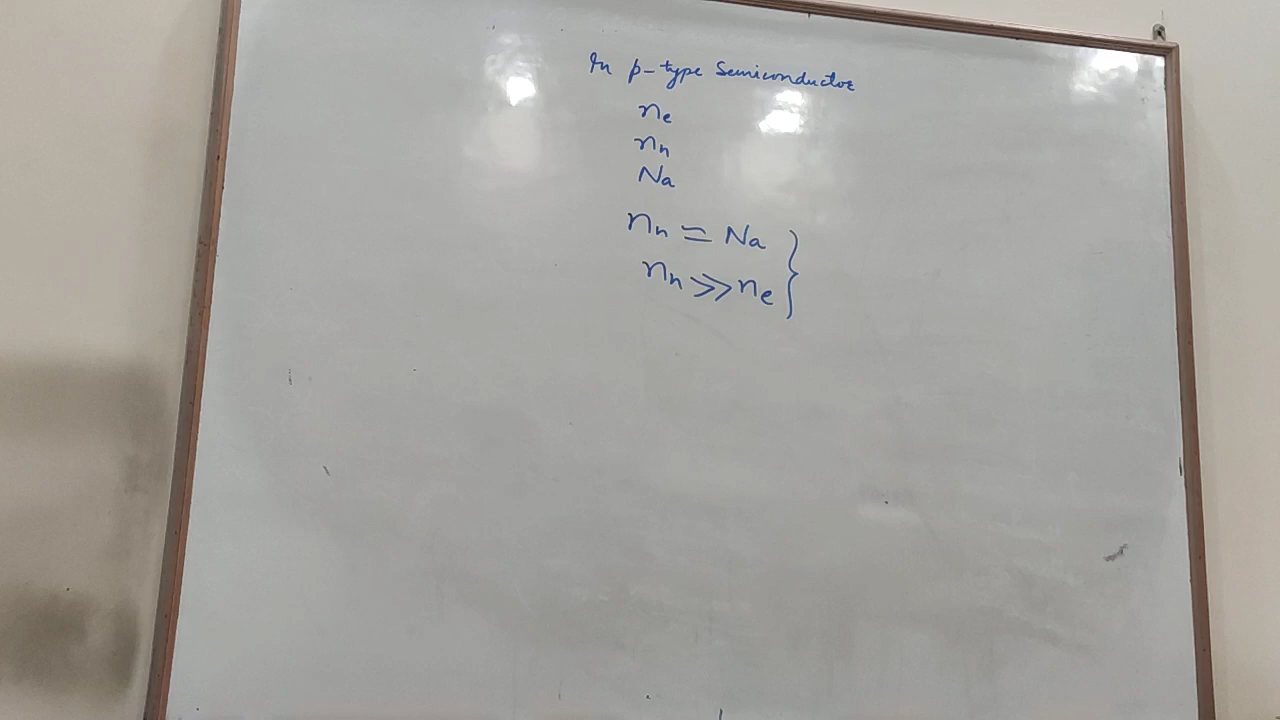 In p-type Semiconductor
ne
nh
Na
nh ≃ Na
nh >> ne